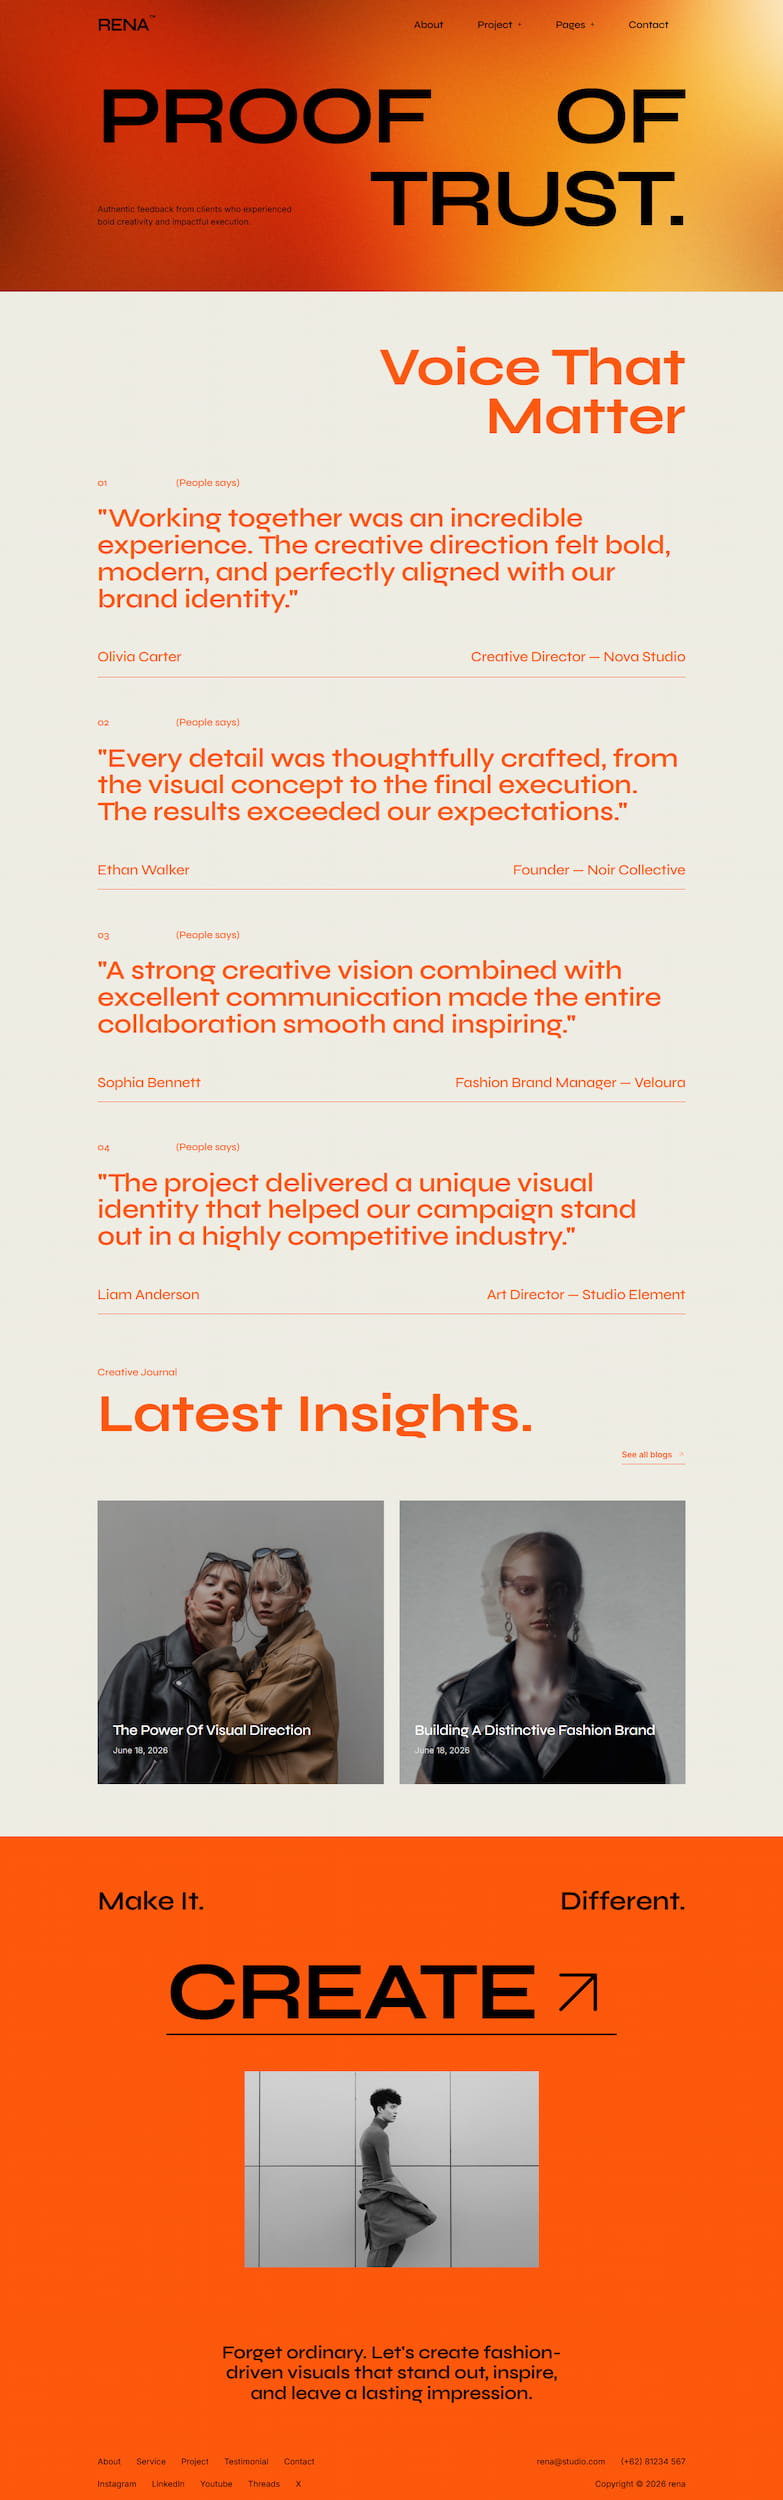 RENA™
About Project + Pages + Contact
PROOF OF
TRUST.
Authentic feedback from clients who experienced
bold creativity and impactful execution.
Voice That
Matter
01 (People says)
"Working together was an incredible
experience. The creative direction felt bold,
modern, and perfectly aligned with our
brand identity."
Olivia Carter Creative Director — Nova Studio
02 (People says)
"Every detail was thoughtfully crafted, from
the visual concept to the final execution.
The results exceeded our expectations."
Ethan Walker Founder — Noir Collective
03 (People says)
"A strong creative vision combined with
excellent communication made the entire
collaboration smooth and inspiring."
Sophia Bennett Fashion Brand Manager — Veloura
04 (People says)
"The project delivered a unique visual
identity that helped our campaign stand
out in a highly competitive industry."
Liam Anderson Art Director — Studio Element
Creative Journal
Latest Insights.
See all blogs
The Power Of Visual Direction
June 18, 2026
Building A Distinctive Fashion Brand
June 18, 2026
Make It. Different.
CREATE
Forget ordinary. Let's create fashion-
driven visuals that stand out, inspire,
and leave a lasting impression.
About Service Project Testimonial Contact
rena@studio.com (+62) 81234 567
Instagram LinkedIn Youtube Threads X
Copyright © 2026 rena